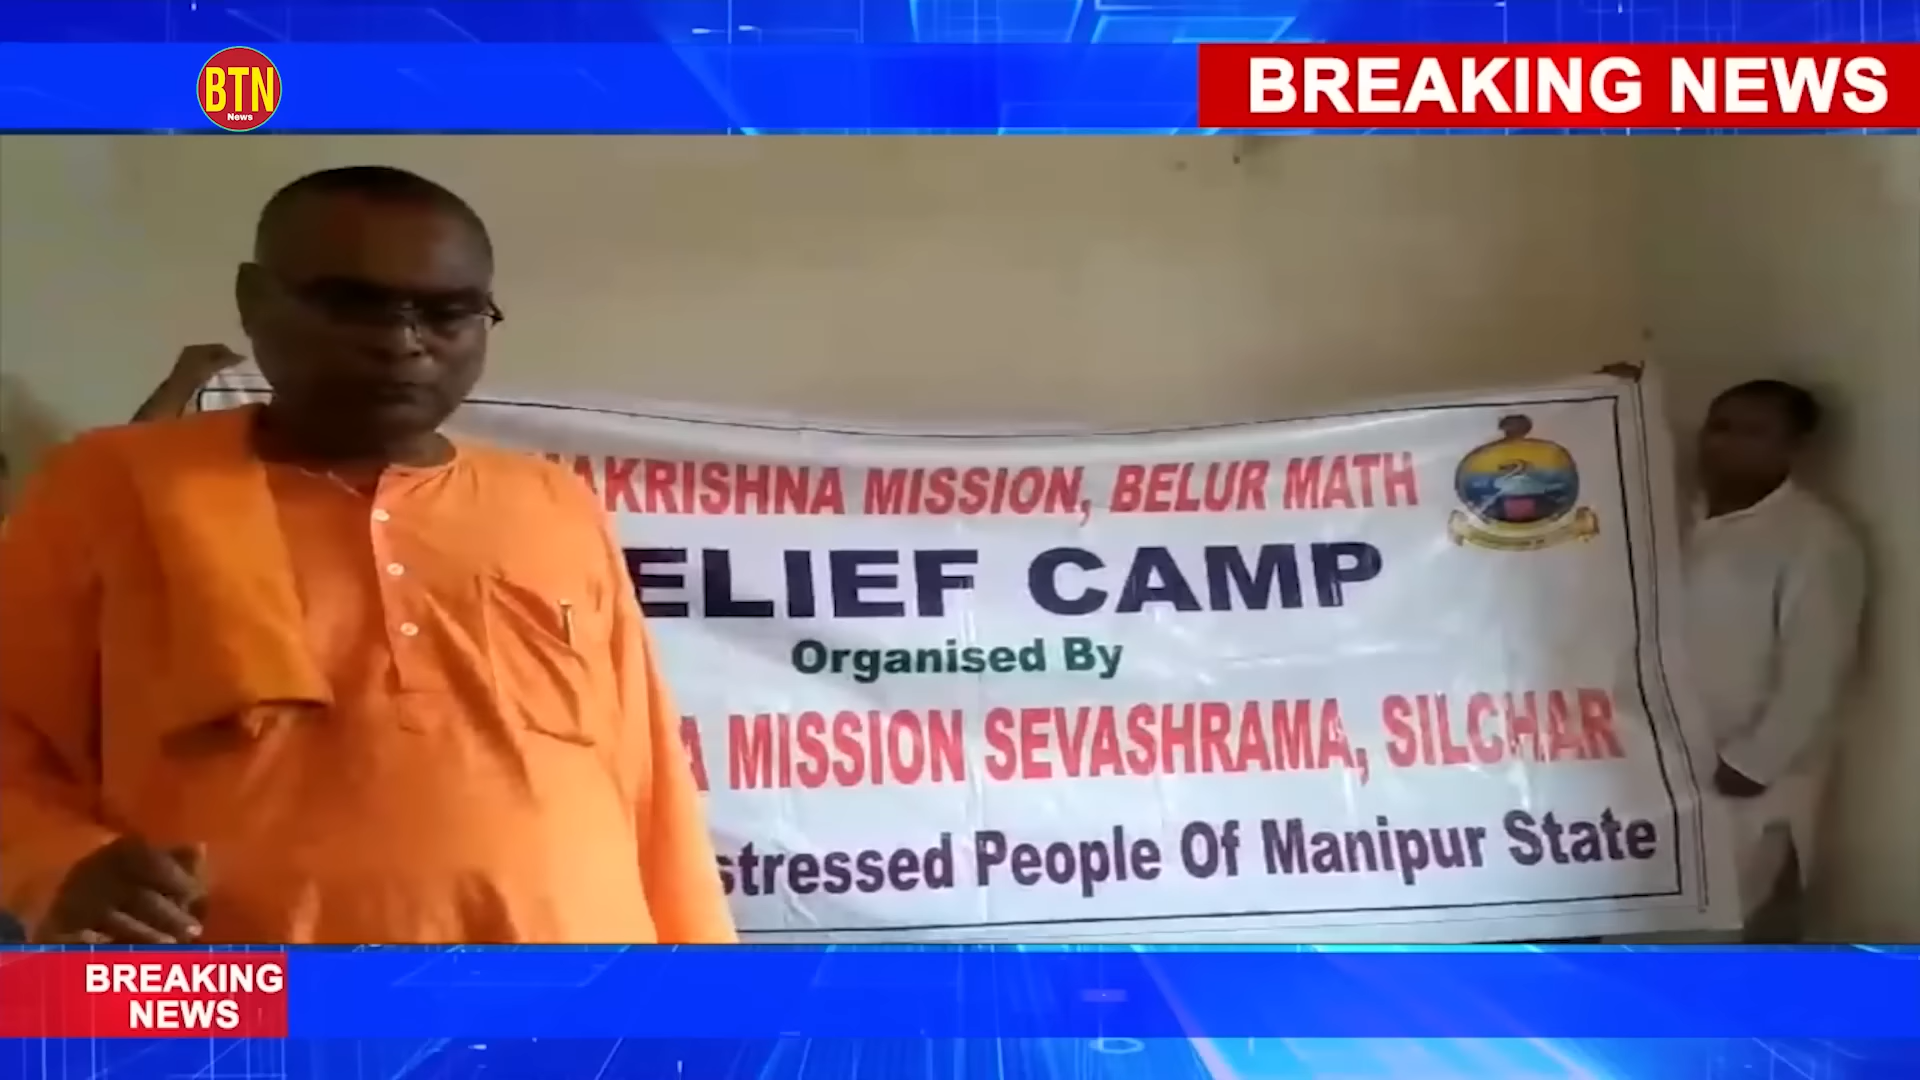 BTN
News
BREAKING NEWS
AKRISHNA MISSION, BELUR MATH
ELIEF CAMP
Organised By
A MISSION SEVASHRAMA, SILCHAR
stressed People Of Manipur State
BREAKING
NEWS